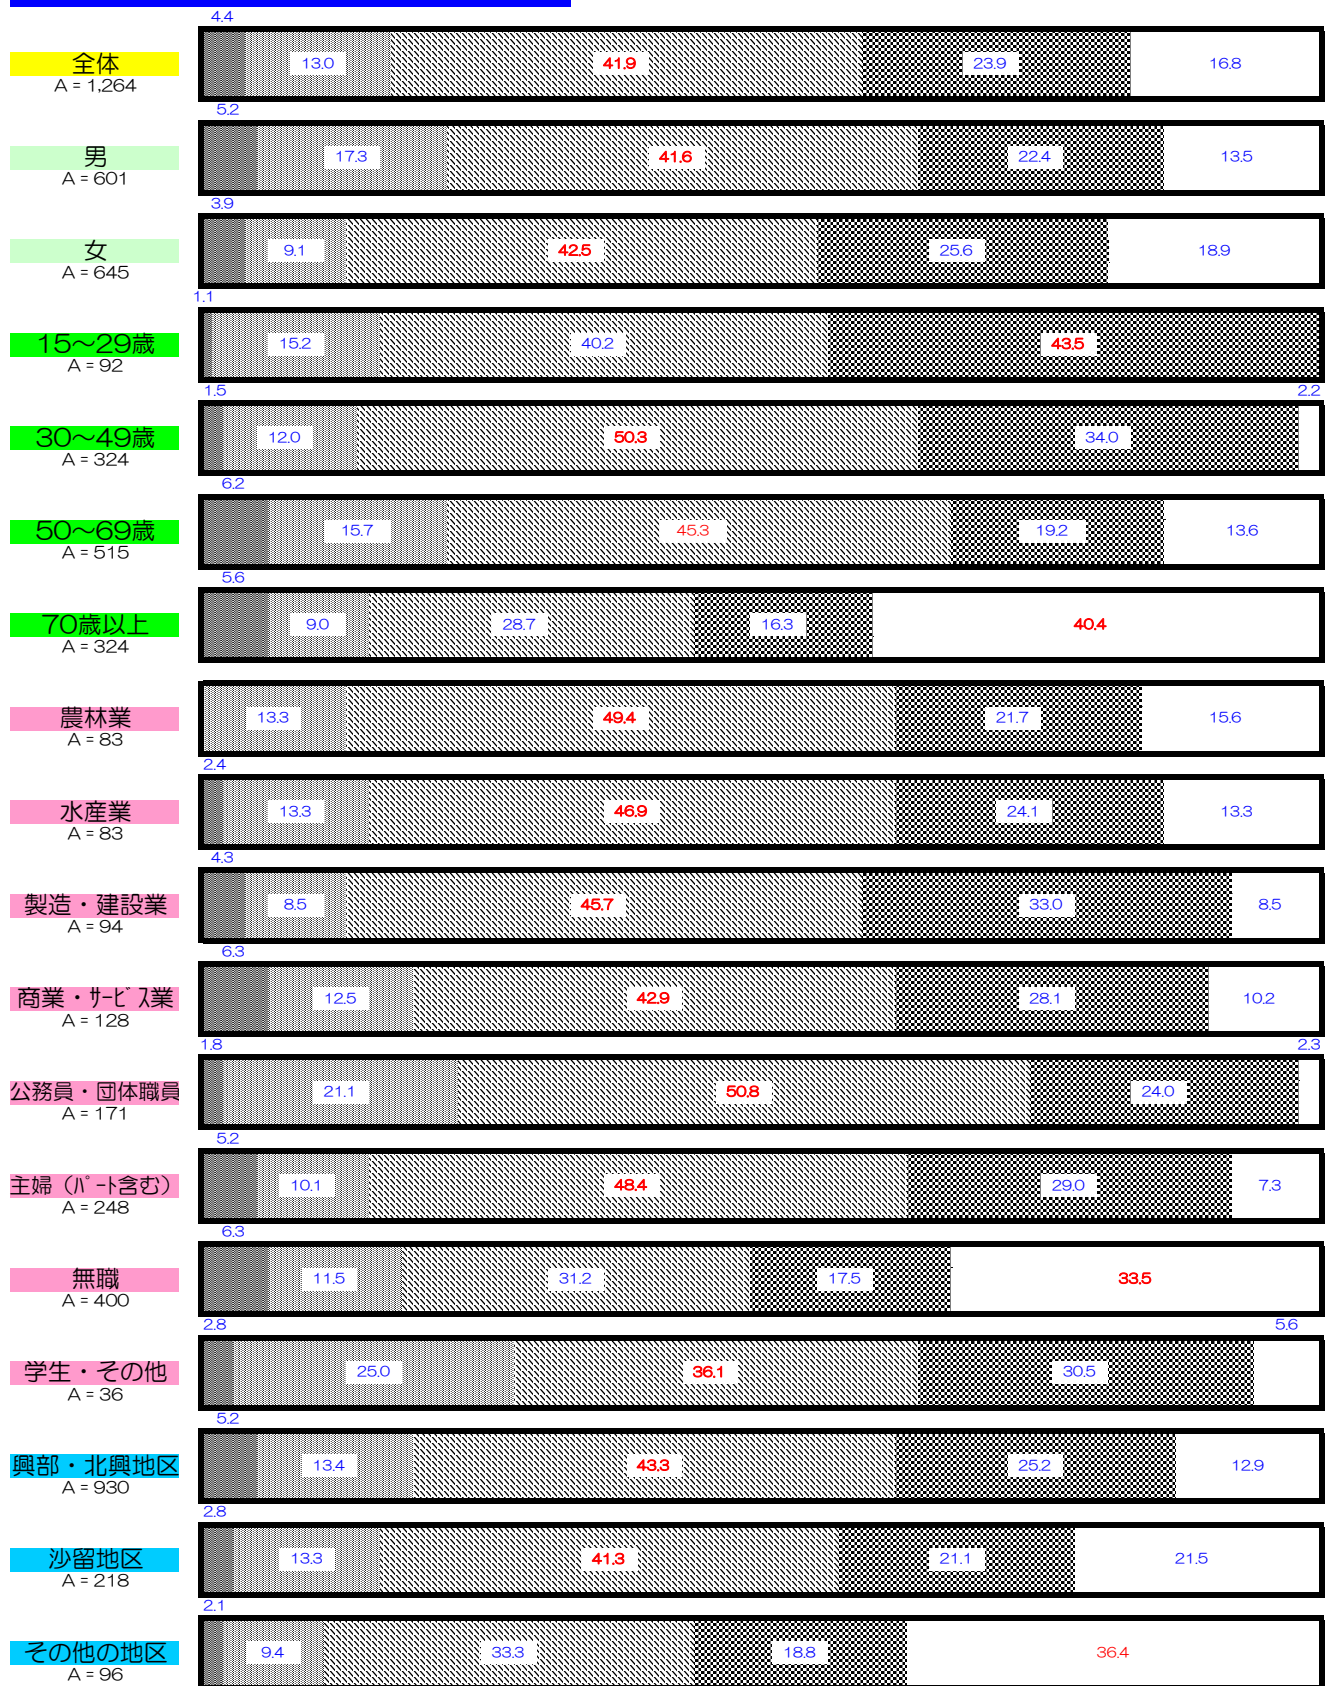 4.4
全体 13.0 41.9 23.9 16.8
A = 1,264
5.2
男 17.3 41.6 22.4 13.5
A = 601
3.9
女 9.1 42.5 25.6 18.9
A = 645
1.1
15～29歳 15.2 40.2 43.5
A = 92
1.5 2.2
30～49歳 12.0 50.3 34.0
A = 324
6.2
50～69歳 15.7 45.3 19.2 13.6
A = 515
5.6
70歳以上 9.0 28.7 16.3 40.4
A = 324
農林業 13.3 49.4 21.7 15.6
A = 83
2.4
水産業 13.3 46.9 24.1 13.3
A = 83
4.3
製造・建設業 8.5 45.7 33.0 8.5
A = 94
6.3
商業・ｻｰﾋﾞｽ業 12.5 42.9 28.1 10.2
A = 128
1.8 2.3
公務員・団体職員 21.1 50.8 24.0
A = 171
5.2
主婦（ﾊﾟｰﾄ含む） 10.1 48.4 29.0 7.3
A = 248
6.3
無職 11.5 31.2 17.5 33.5
A = 400
2.8 5.6
学生・その他 25.0 36.1 30.5
A = 36
5.2
興部・北興地区 13.4 43.3 25.2 12.9
A = 930
2.8
沙留地区 13.3 41.3 21.1 21.5
A = 218
2.1
その他の地区 9.4 33.3 18.8 36.4
A = 96